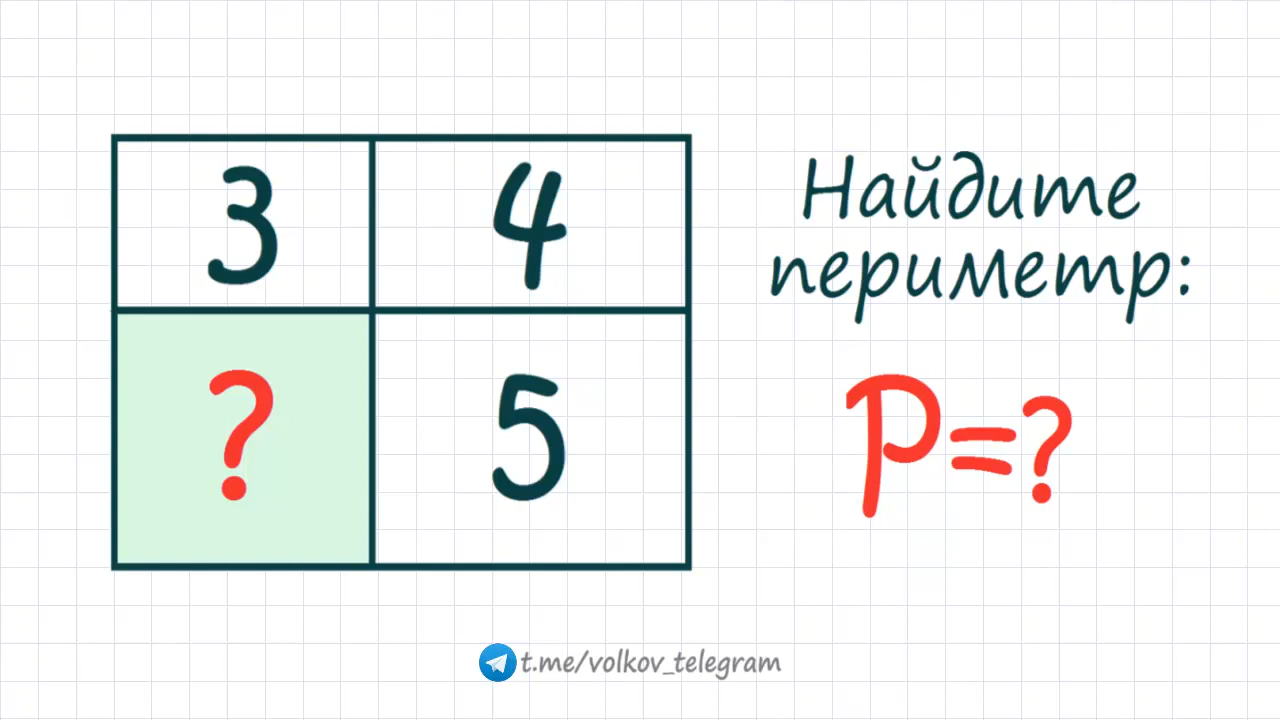 3 4
Найдите
периметр:
? 5
P=?
t.me/volkov_telegram